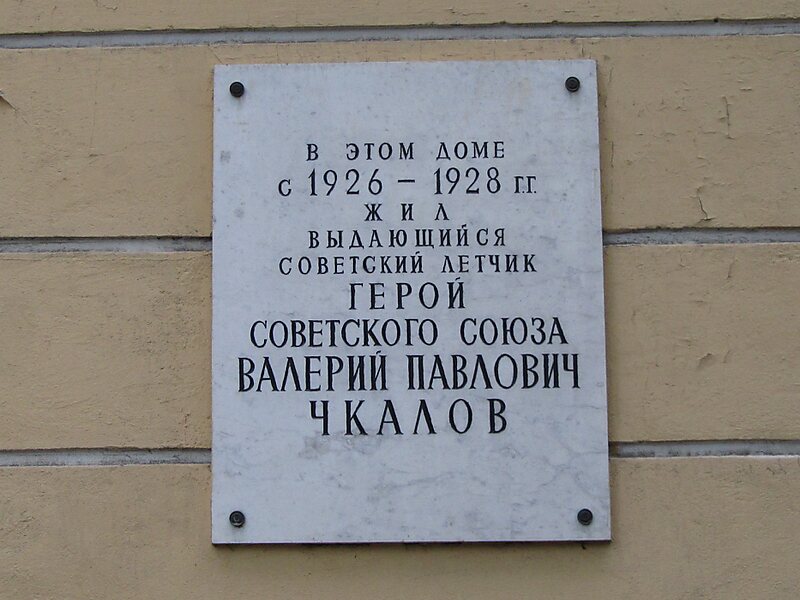 В ЭТОМ ДОМЕ
С 1926 – 1928 Г.Г.
ЖИЛ
ВЫДАЮЩИЙСЯ
СОВЕТСКИЙ ЛЕТЧИК
ГЕРОЙ
СОВЕТСКОГО СОЮЗА
ВАЛЕРИЙ ПАВЛОВИЧ
ЧКАЛОВ